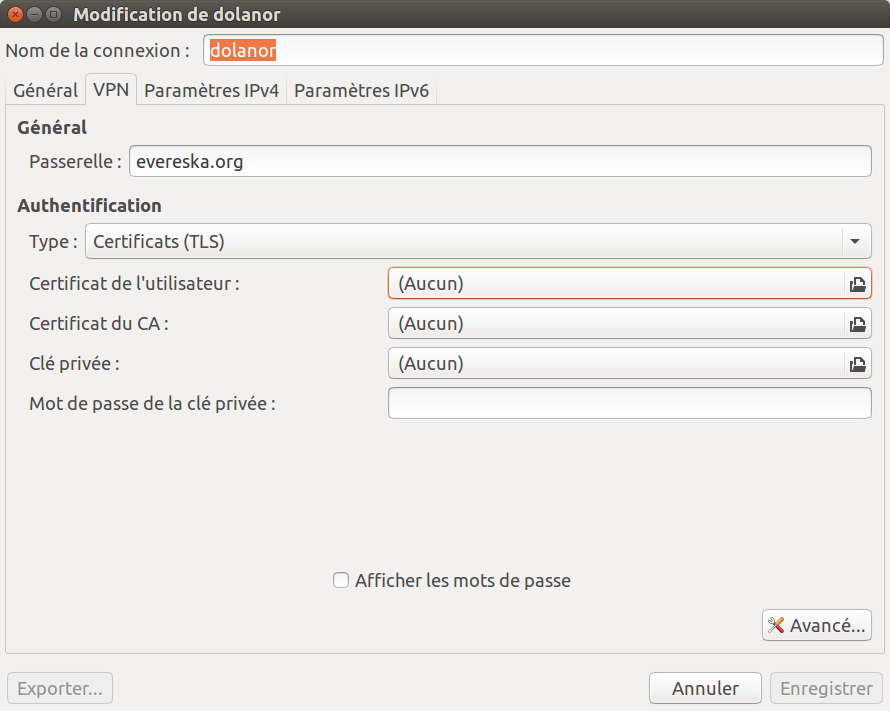 Modification de dolanor
Nom de la connexion : dolanor
Général VPN Paramètres IPv4 Paramètres IPv6
Général
Passerelle : evereska.org
Authentification
Type : Certificats (TLS)
Certificat de l'utilisateur : (Aucun)
Certificat du CA : (Aucun)
Clé privée : (Aucun)
Mot de passe de la clé privée :
Afficher les mots de passe
Avancé...
Exporter... Annuler Enregistrer